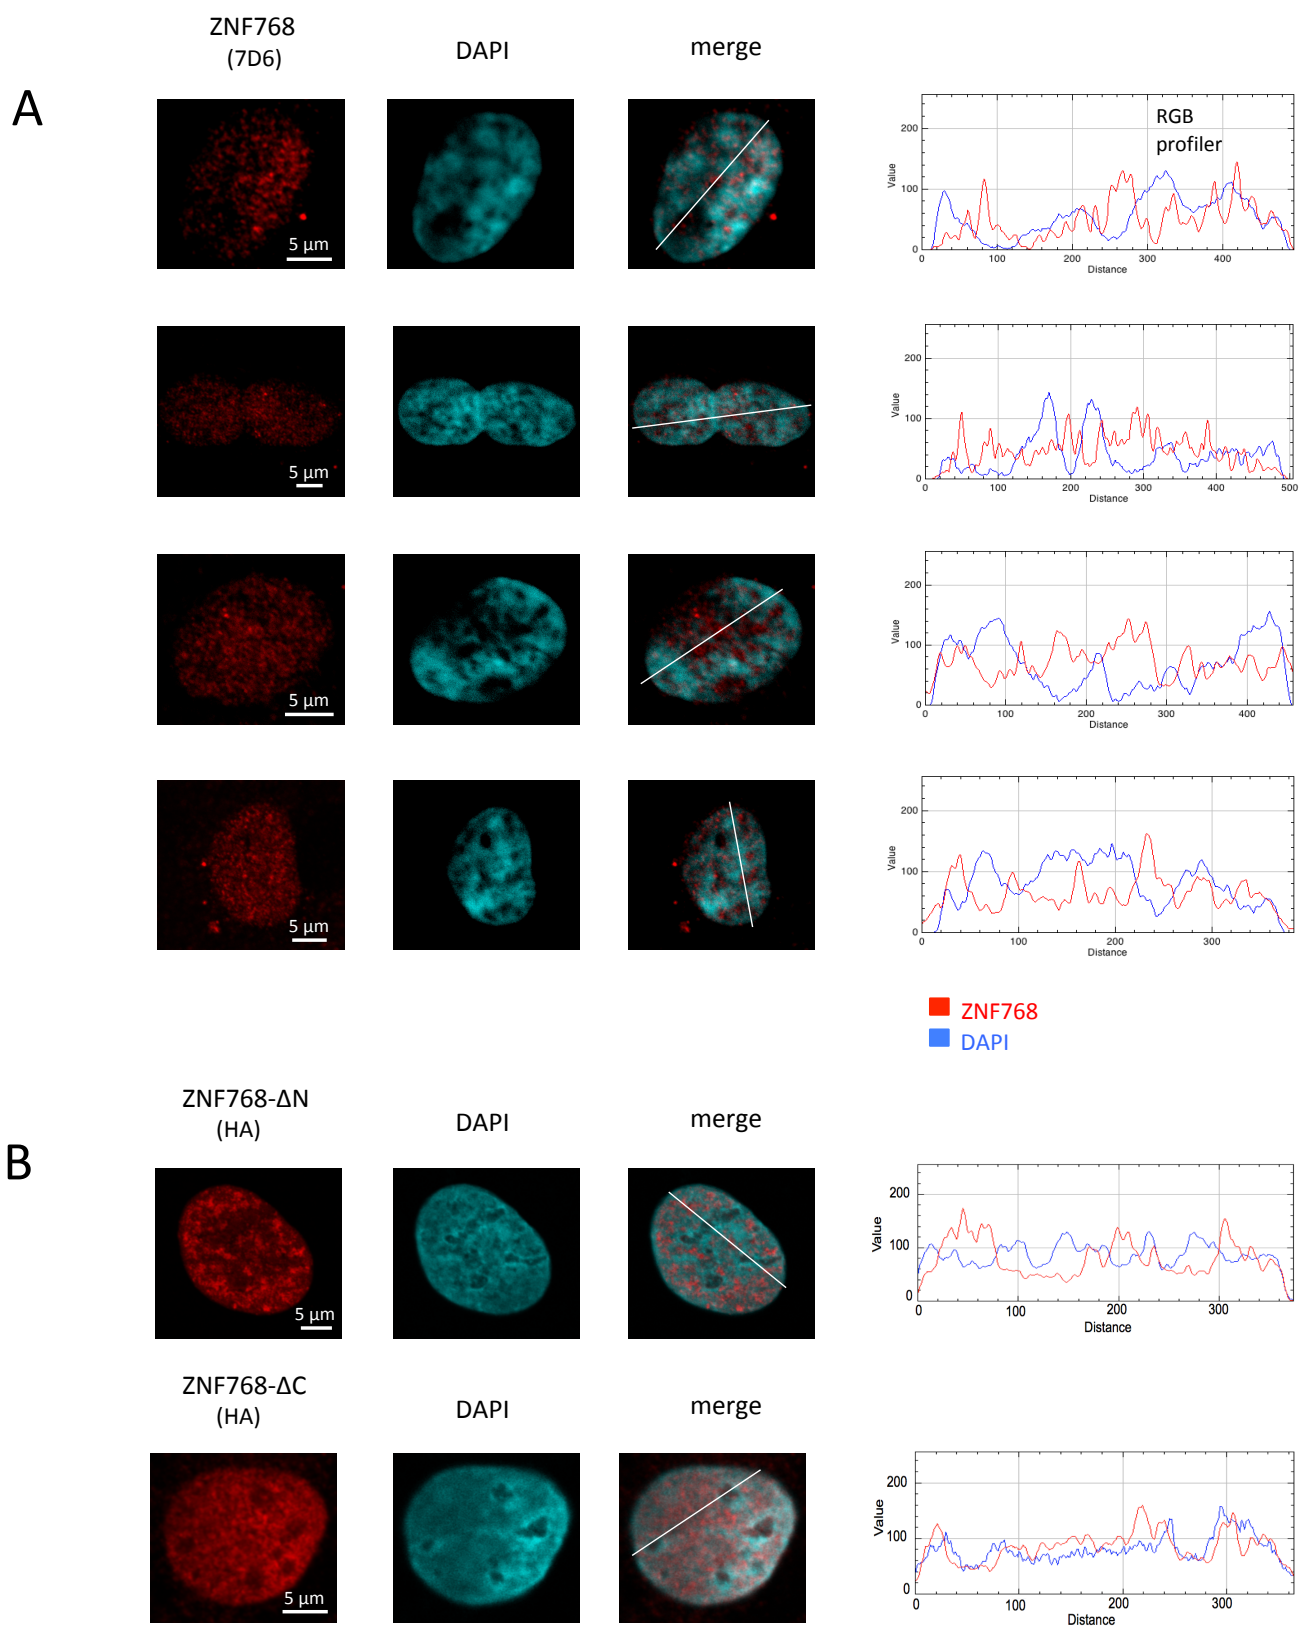 ZNF768
(7D6)
DAPI
merge
A
5 µm
RGB
profiler
Value
200
100
0
0 100 200 300 400
Distance
5 µm
Value
200
100
0
0 100 200 300 400 500
Distance
5 µm
Value
200
100
0
0 100 200 300 400
Distance
5 µm
Value
200
100
0
0 100 200 300
Distance
ZNF768
DAPI
ZNF768-ΔN
(HA)
DAPI
merge
B
5 µm
Value
200
100
0
0 100 200 300
Distance
ZNF768-ΔC
(HA)
DAPI
merge
5 µm
Value
200
100
0
0 100 200 300
Distance